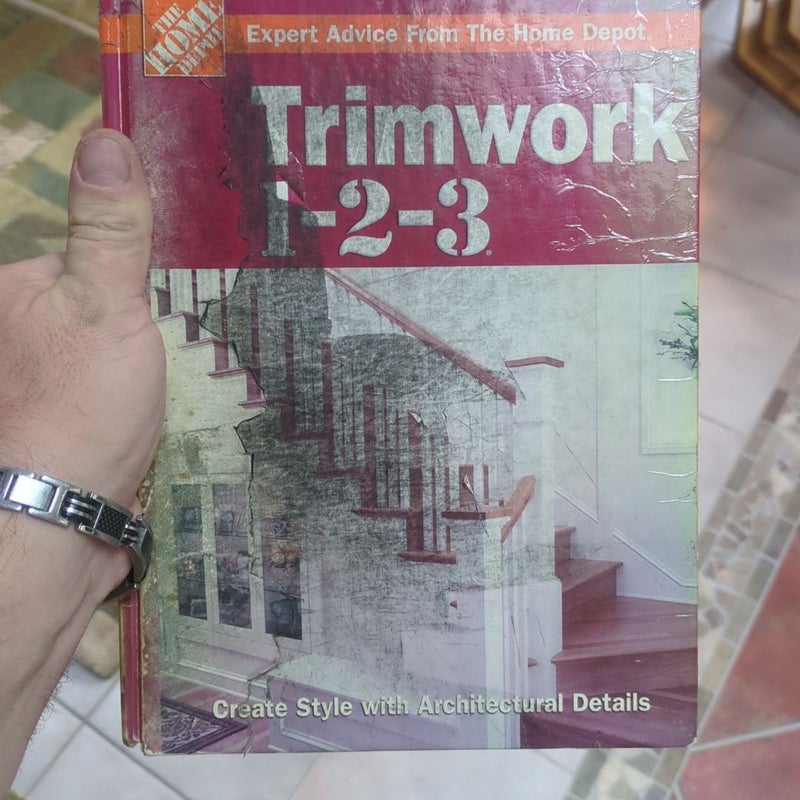 THE
HOME
DEPOT
Expert Advice From The Home Depot
Trimwork
1-2-3®
Create Style with Architectural Details